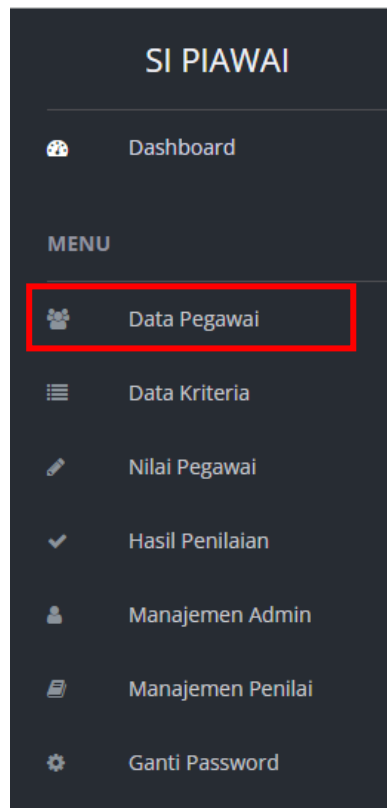 SI PIAWAI
Dashboard
MENU
Data Pegawai
Data Kriteria
Nilai Pegawai
Hasil Penilaian
Manajemen Admin
Manajemen Penilai
Ganti Password